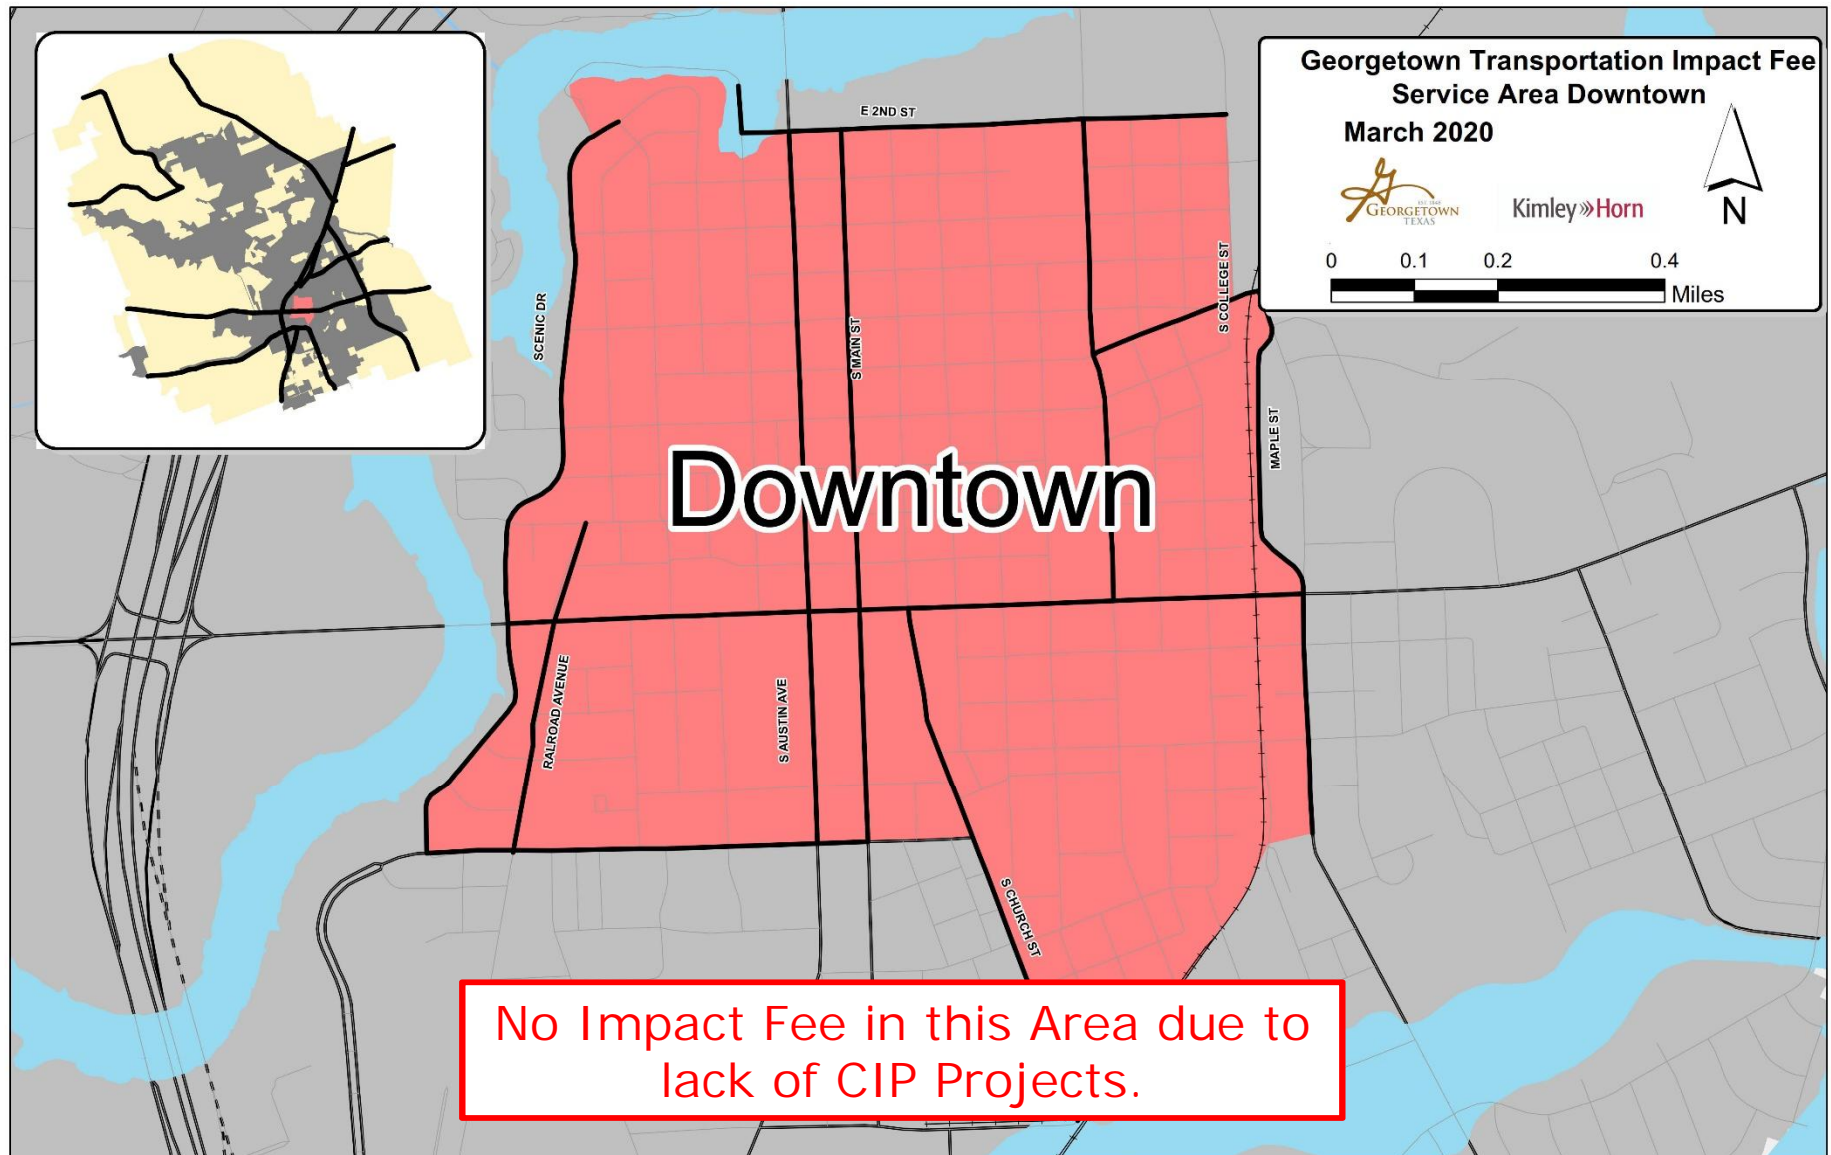 Georgetown Transportation Impact Fee
Service Area Downtown
March 2020
G
EST. 1848
GEORGETOWN
TEXAS
Kimley»Horn
N
0 0.1 0.2 0.4
Miles
E 2ND ST
SCENIC DR
S MAIN ST
S COLLEGE ST
MAPLE ST
Downtown
RALROAD AVENUE
S AUSTIN AVE
S CHURCH ST
No Impact Fee in this Area due to
lack of CIP Projects.